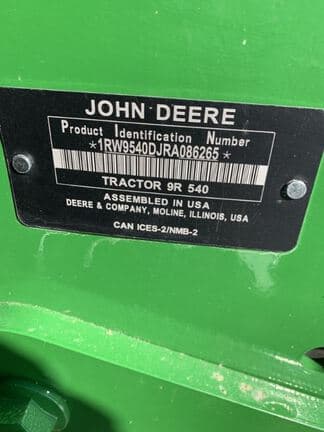 JOHN DEERE
Product Identification Number
*1RW9540DJRA086265*
TRACTOR 9R 540
ASSEMBLED IN USA
DEERE & COMPANY, MOLINE, ILLINOIS, USA
CAN ICES-2/NMB-2